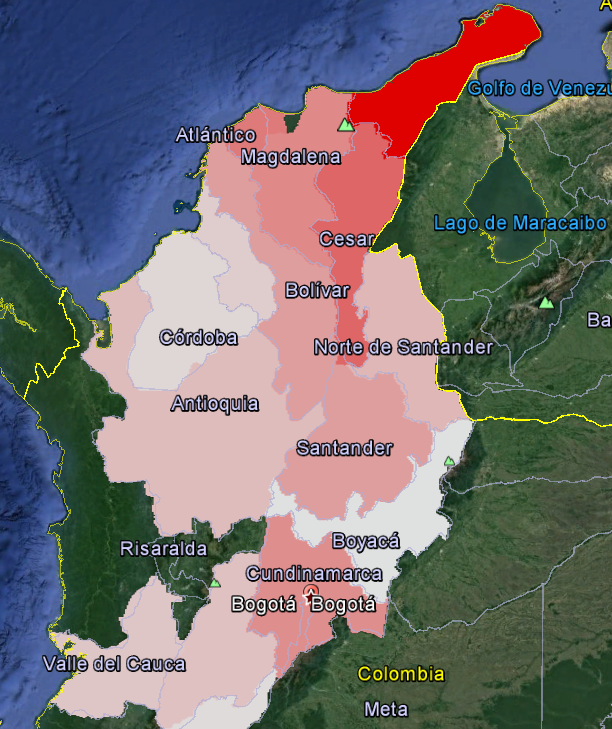 A
Golfo de Venezu
Atlántico
Magdalena
Lago de Maracaibo
Cesar
Bolívar
Ba
Córdoba
Norte de Santander
Antioquia
Santander
Boyacá
Risaralda
Cundinamarca
Bogotá Bogotá
Valle del Cauca
Colombia
Meta